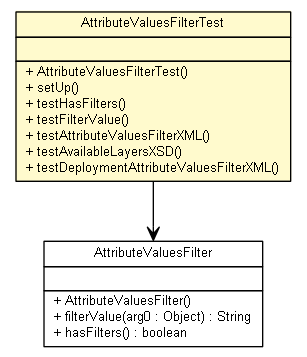 AttributeValuesFilterTest
+ AttributeValuesFilterTest()
+ setUp()
+ testHasFilters()
+ testFilterValue()
+ testAttributeValuesFilterXML()
+ testAvailableLayersXSD()
+ testDeploymentAttributeValuesFilterXML()
AttributeValuesFilter
+ AttributeValuesFilter()
+ filterValue(arg0 : Object) : String
+ hasFilters() : boolean